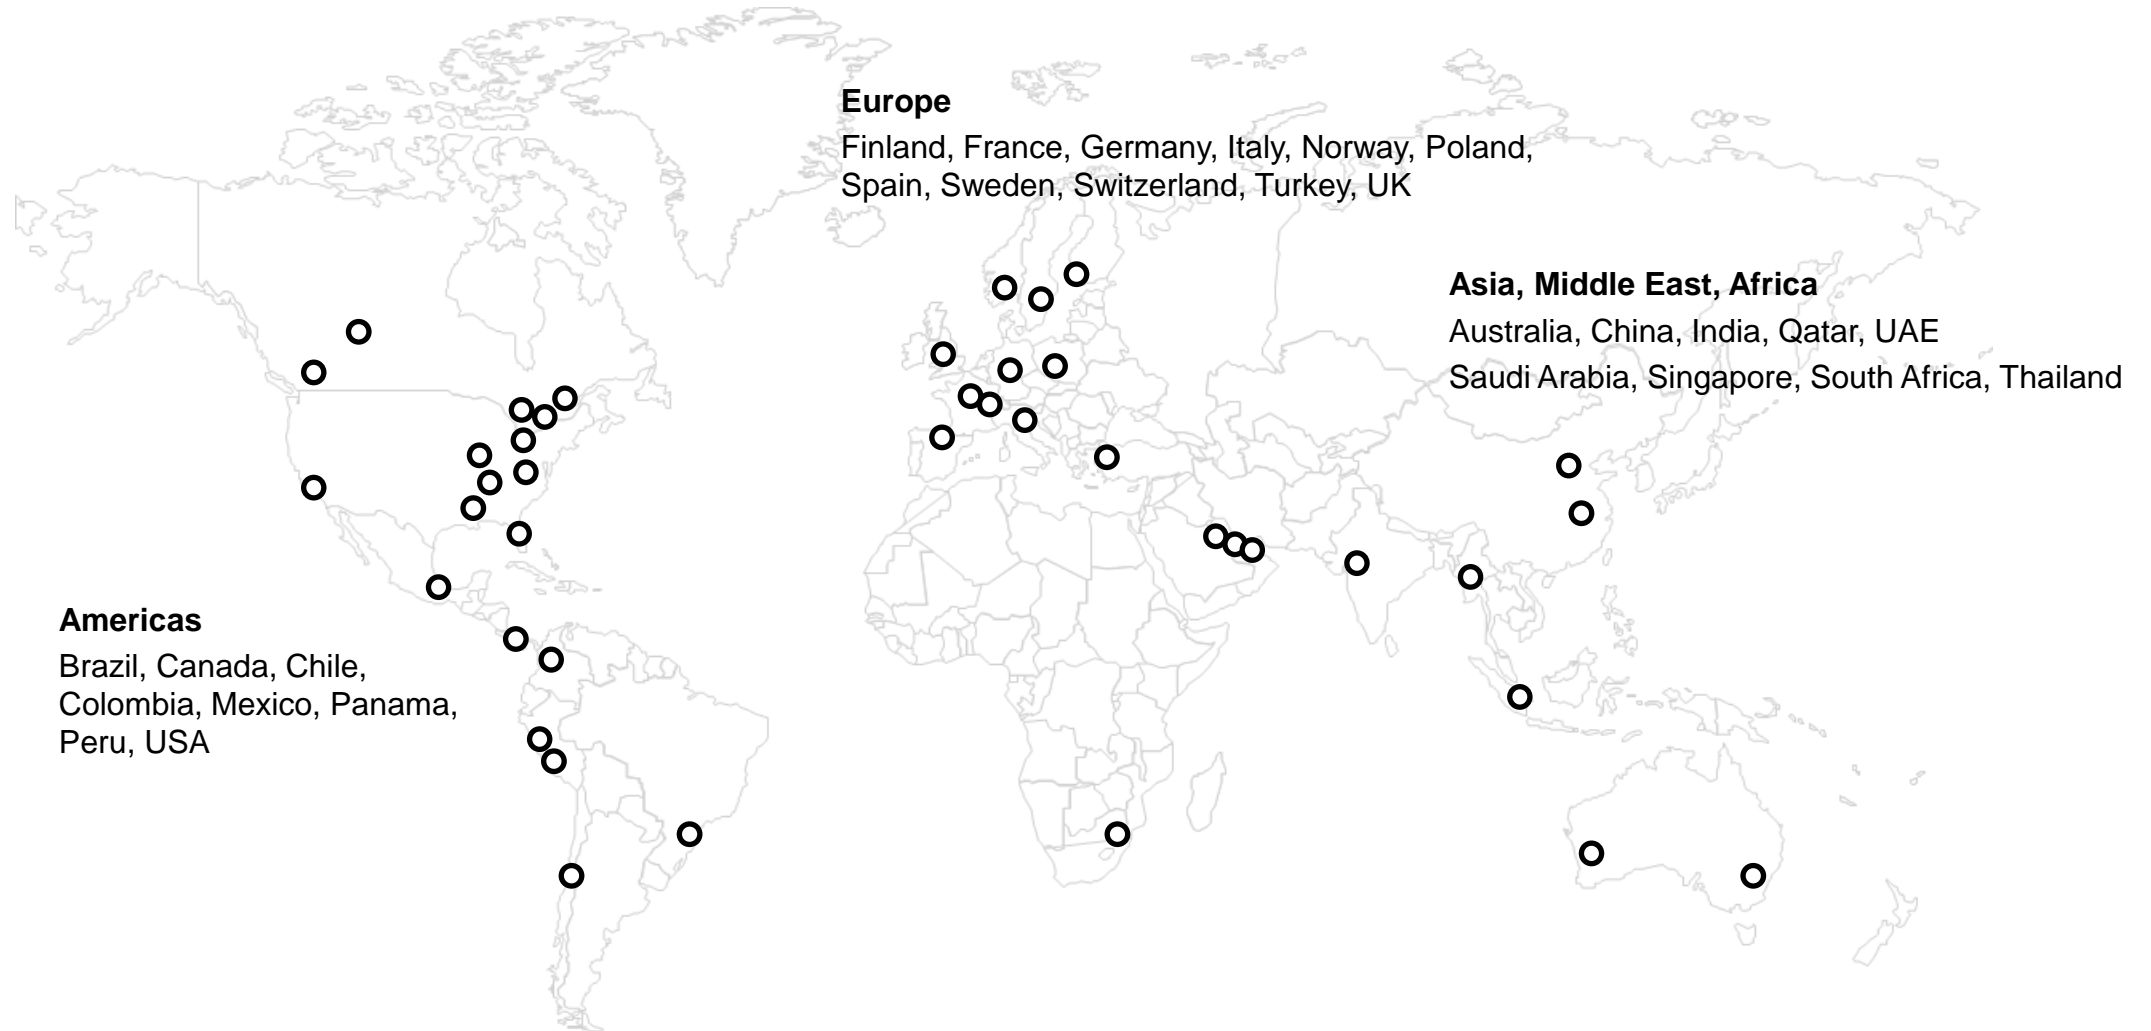 Europe
Finland, France, Germany, Italy, Norway, Poland,
Spain, Sweden, Switzerland, Turkey, UK
Asia, Middle East, Africa
Australia, China, India, Qatar, UAE
Saudi Arabia, Singapore, South Africa, Thailand
Americas
Brazil, Canada, Chile,
Colombia, Mexico, Panama,
Peru, USA